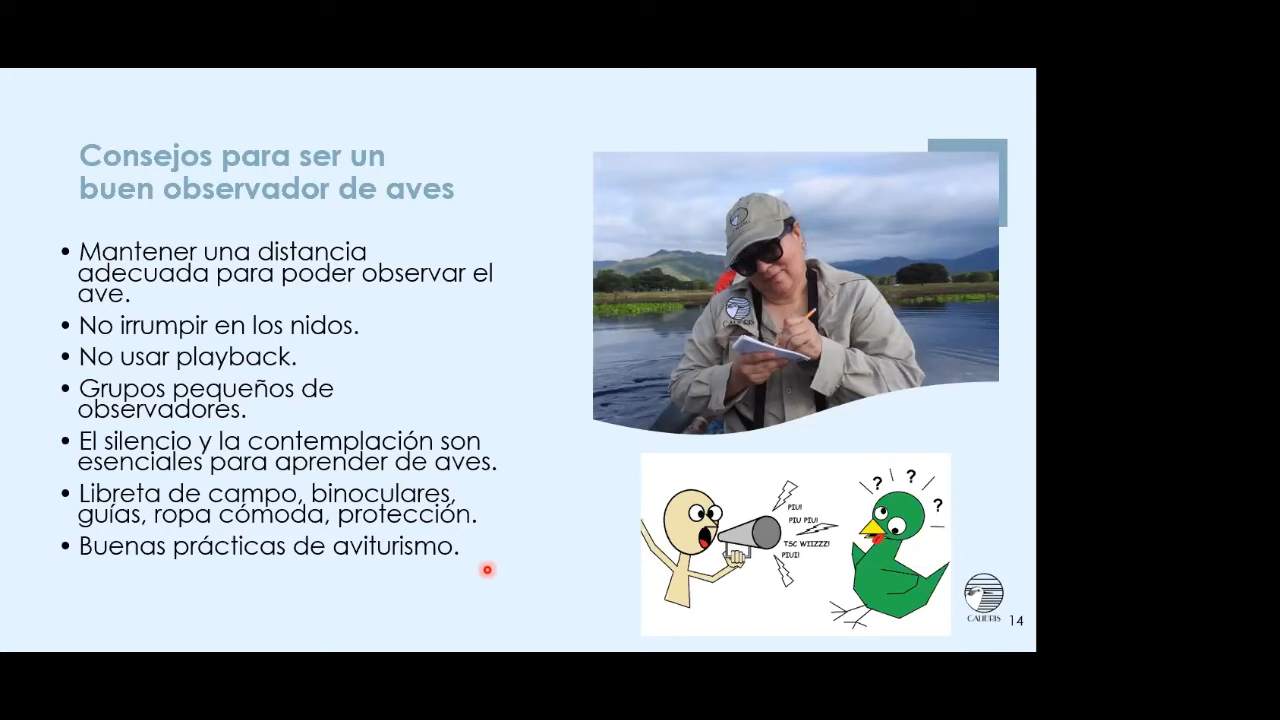 Consejos para ser un
buen observador de aves
• Mantener una distancia
adecuada para poder observar el
ave.
• No irrumpir en los nidos.
• No usar playback.
• Grupos pequeños de
observadores.
• El silencio y la contemplación son
esenciales para aprender de aves.
• Libreta de campo, binoculares,
guías, ropa cómoda, protección.
• Buenas prácticas de aviturismo.
CALIDRIS
PIU!
PIU PIU!
TSC WIIZZZ!
PIUI!
? ? ?
CALIDRIS
14